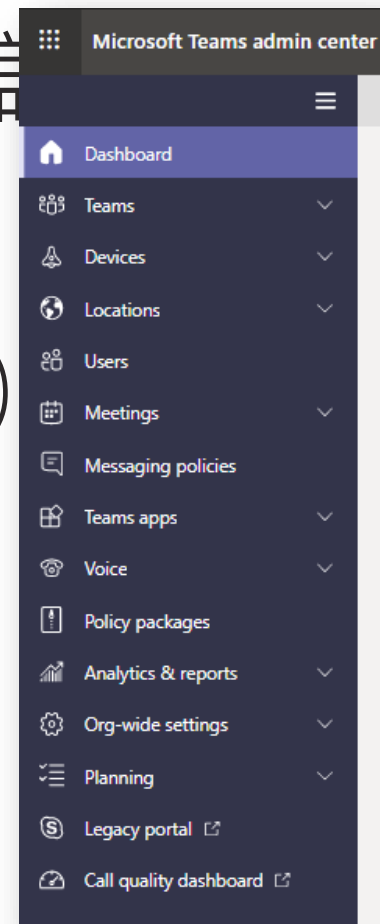 Microsoft Teams admin center
Dashboard
Teams
Devices
Locations
Users
Meetings
Messaging policies
Teams apps
Voice
Policy packages
Analytics & reports
Org-wide settings
Planning
Legacy portal
Call quality dashboard
)